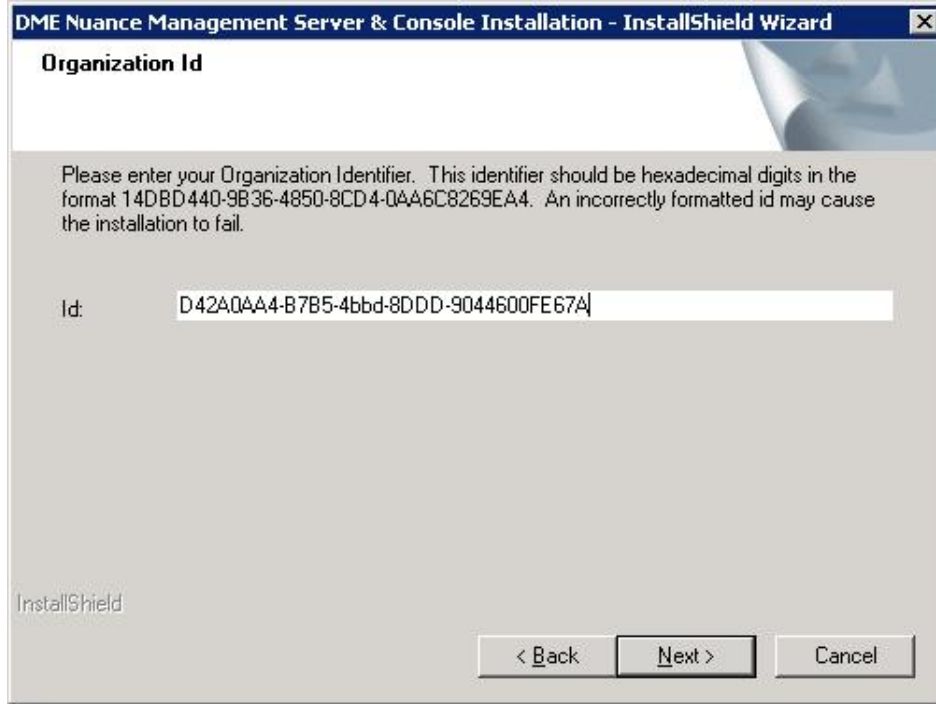 DME Nuance Management Server & Console Installation - InstallShield Wizard
Organization Id
Please enter your Organization Identifier. This identifier should be hexadecimal digits in the
format 14DBD440-9B36-4850-8CD4-0AA6C8269EA4. An incorrectly formatted id may cause
the installation to fail.
Id: D42A0AA4-B7B5-4bbd-8DDD-9044600FE67A
InstallShield
< Back Next > Cancel